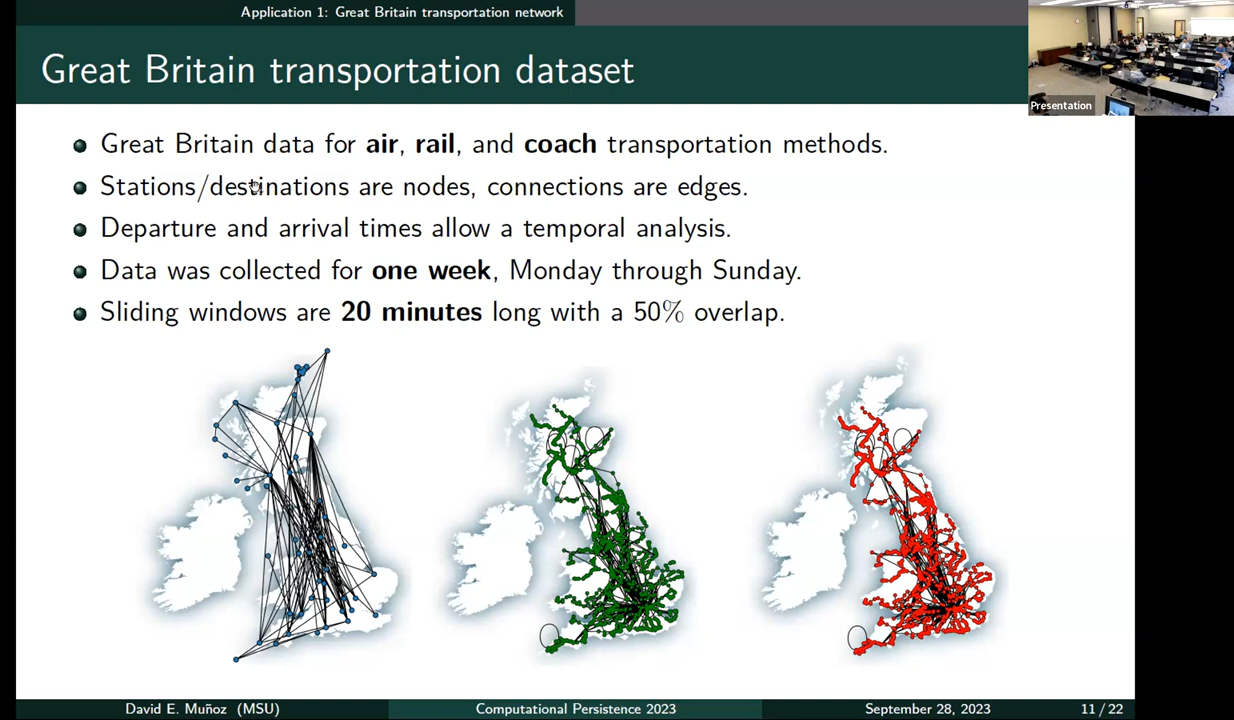 Application 1: Great Britain transportation network
Great Britain transportation dataset
Presentation
Great Britain data for air, rail, and coach transportation methods.
Stations/destinations are nodes, connections are edges.
Departure and arrival times allow a temporal analysis.
Data was collected for one week, Monday through Sunday.
Sliding windows are 20 minutes long with a 50% overlap.
David E. Muñoz (MSU) Computational Persistence 2023 September 28, 2023 11 / 22